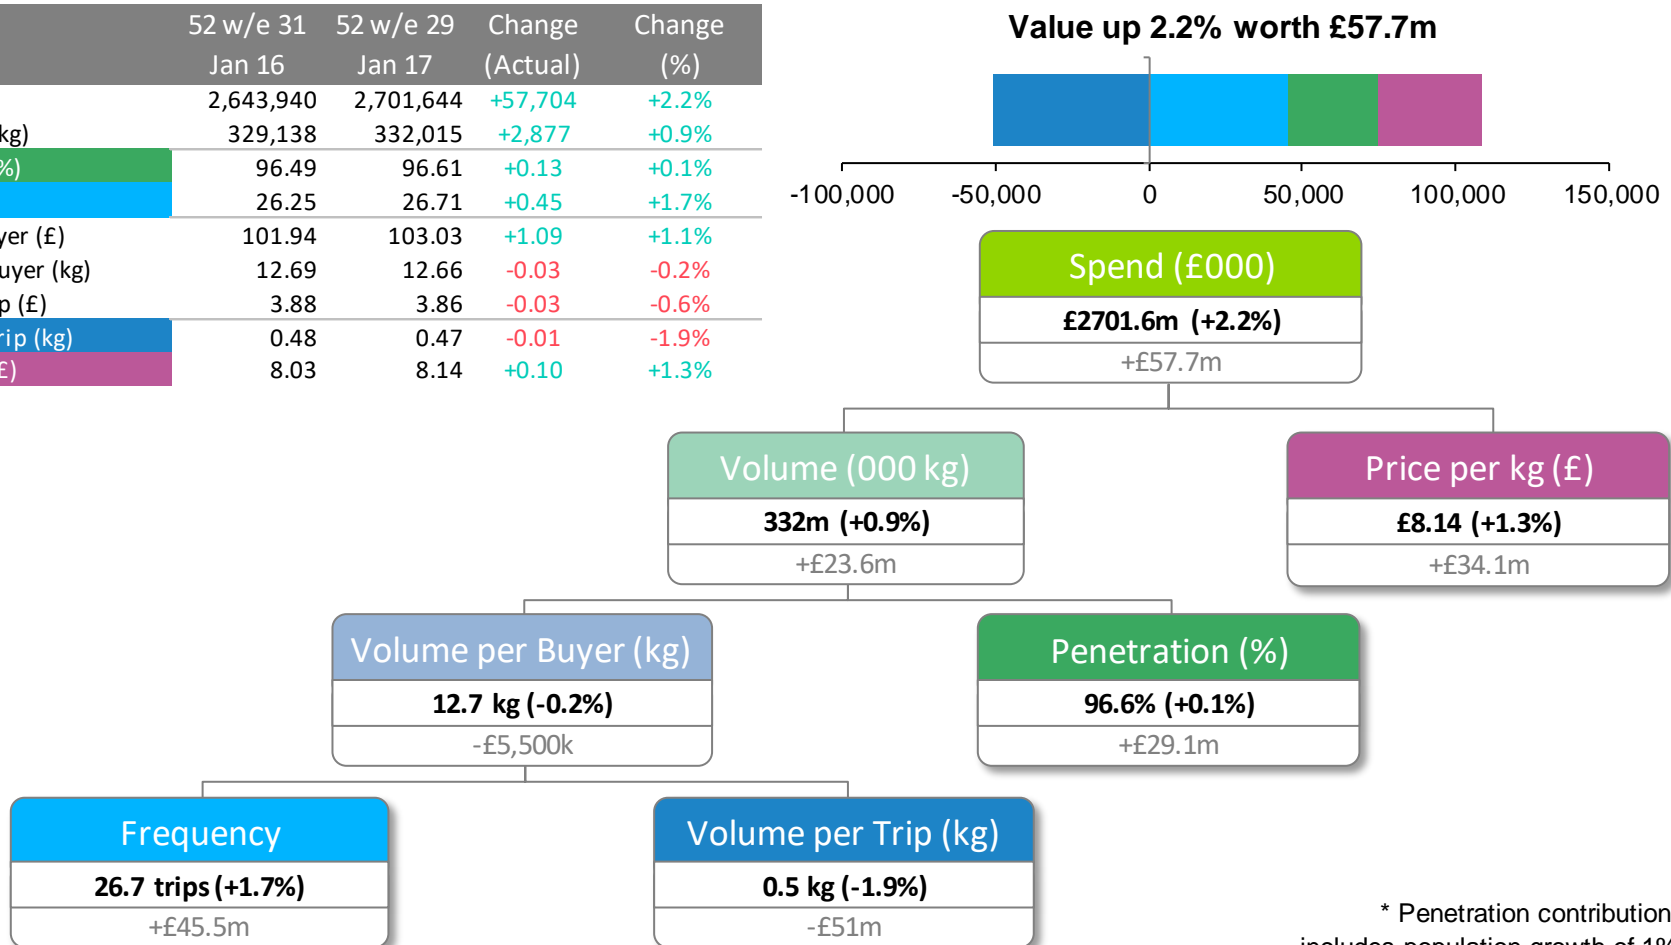 52 w/e 31 52 w/e 29 Change Change
Jan 16 Jan 17 (Actual) (%)
2,643,940 2,701,644 +57,704 +2.2%
kg) 329,138 332,015 +2,877 +0.9%
%) 96.49 96.61 +0.13 +0.1%
26.25 26.71 +0.45 +1.7%
yer (£) 101.94 103.03 +1.09 +1.1%
uyer (kg) 12.69 12.66 -0.03 -0.2%
p (£) 3.88 3.86 -0.03 -0.6%
rip (kg) 0.48 0.47 -0.01 -1.9%
£) 8.03 8.14 +0.10 +1.3%
Value up 2.2% worth £57.7m
-100,000 -50,000 0 50,000 100,000 150,000
Spend (£000)
£2701.6m (+2.2%)
+£57.7m
Volume (000 kg)
332m (+0.9%)
+£23.6m
Price per kg (£)
£8.14 (+1.3%)
+£34.1m
Volume per Buyer (kg)
12.7 kg (-0.2%)
-£5,500k
Penetration (%)
96.6% (+0.1%)
+£29.1m
Frequency
26.7 trips (+1.7%)
+£45.5m
Volume per Trip (kg)
0.5 kg (-1.9%)
-£51m
* Penetration contribution
includes population growth of 1%